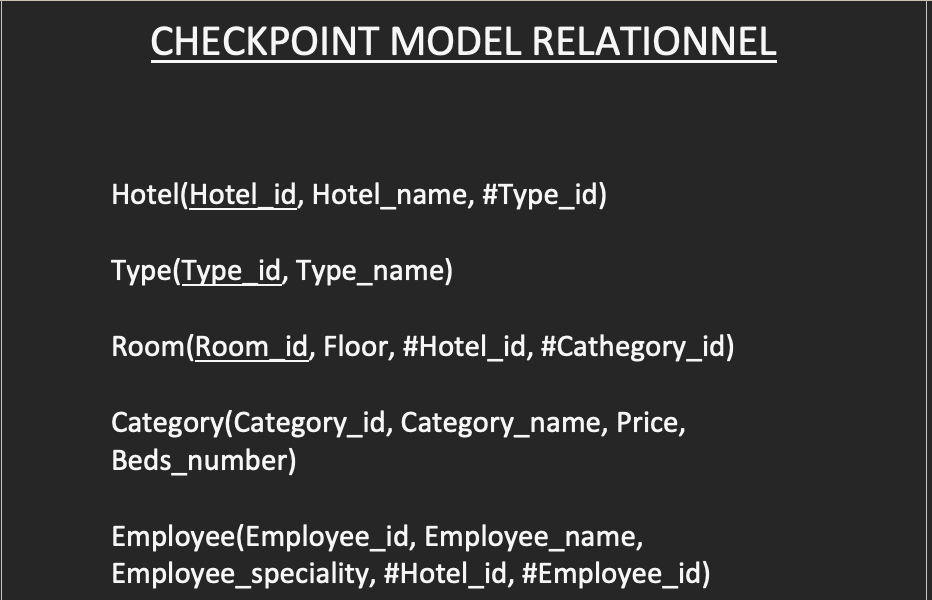 CHECKPOINT MODEL RELATIONNEL
Hotel(Hotel_id, Hotel_name, #Type_id)
Type(Type_id, Type_name)
Room(Room_id, Floor, #Hotel_id, #Cathegory_id)
Category(Category_id, Category_name, Price,
Beds_number)
Employee(Employee_id, Employee_name,
Employee_speciality, #Hotel_id, #Employee_id)